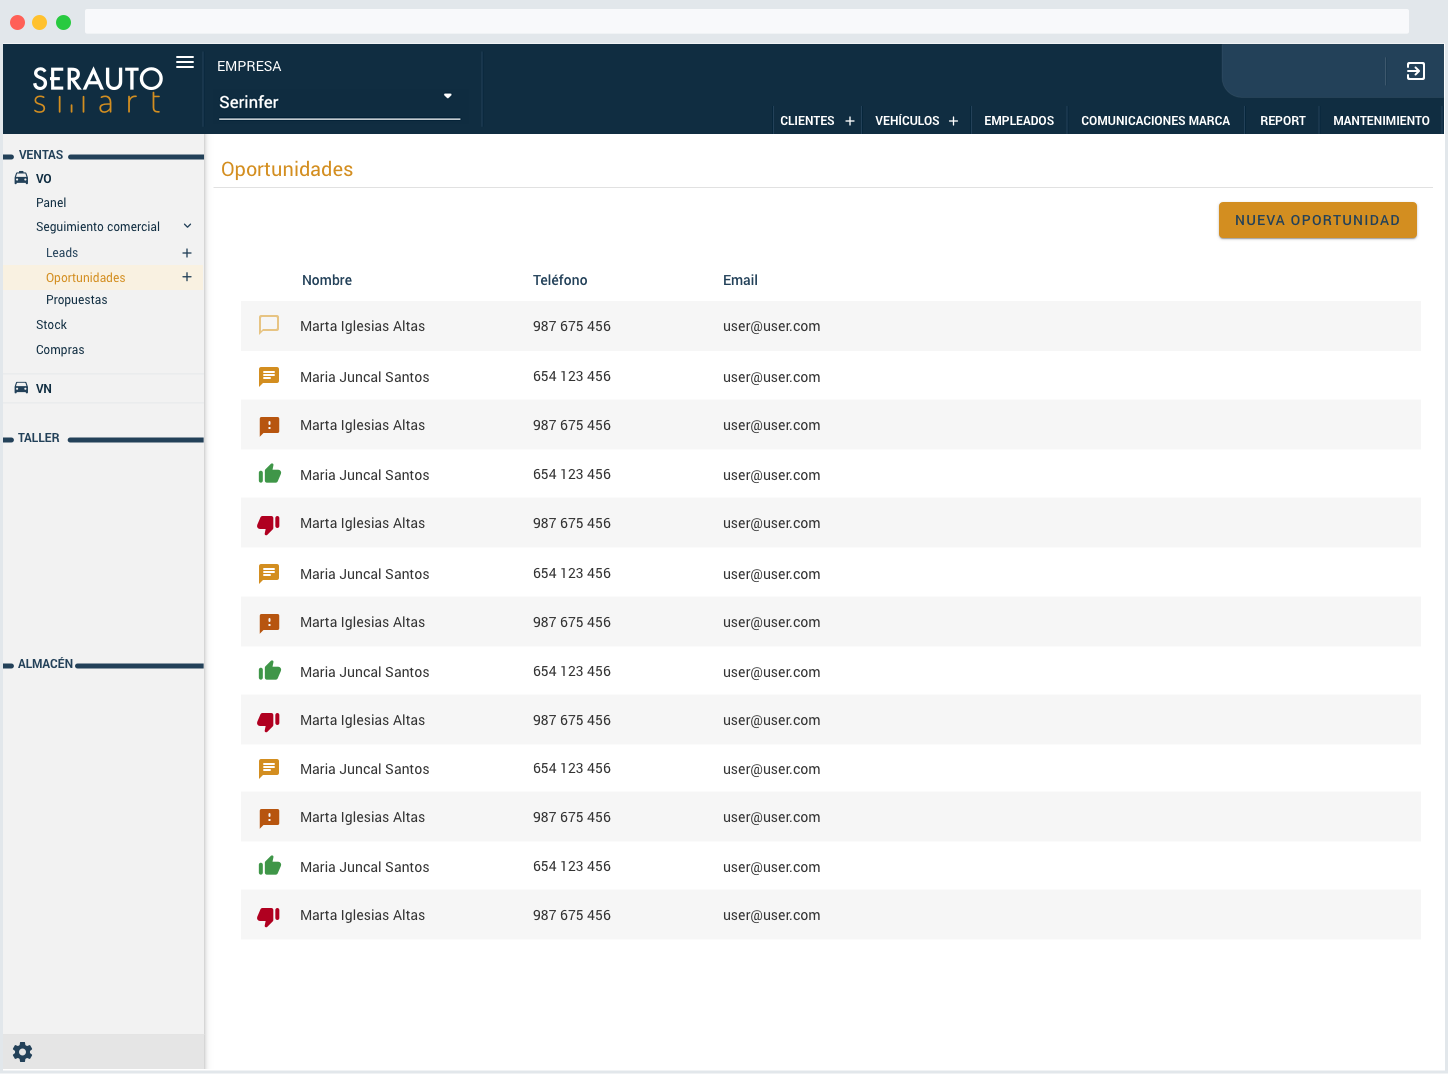 SERAUTO
smart
EMPRESA
Serinfer
CLIENTES + VEHÍCULOS + EMPLEADOS COMUNICACIONES MARCA REPORT MANTENIMIENTO
VENTAS
VO
Panel
Seguimiento comercial
Leads +
Oportunidades +
Propuestas
Stock
Compras
VN
TALLER
ALMACÉN
Oportunidades
NUEVA OPORTUNIDAD
Nombre Teléfono Email
Marta Iglesias Altas 987 675 456 user@user.com
Maria Juncal Santos 654 123 456 user@user.com
Marta Iglesias Altas 987 675 456 user@user.com
Maria Juncal Santos 654 123 456 user@user.com
Marta Iglesias Altas 987 675 456 user@user.com
Maria Juncal Santos 654 123 456 user@user.com
Marta Iglesias Altas 987 675 456 user@user.com
Maria Juncal Santos 654 123 456 user@user.com
Marta Iglesias Altas 987 675 456 user@user.com
Maria Juncal Santos 654 123 456 user@user.com
Marta Iglesias Altas 987 675 456 user@user.com
Maria Juncal Santos 654 123 456 user@user.com
Marta Iglesias Altas 987 675 456 user@user.com